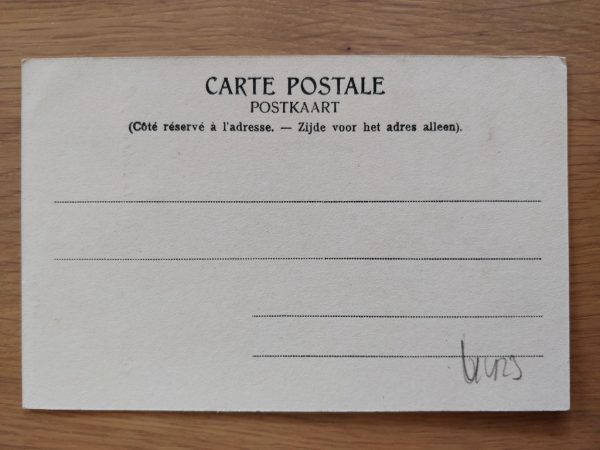 CARTE POSTALE
POSTKAART
(Côté réservé à l'adresse. — Zijde voor het adres alleen).